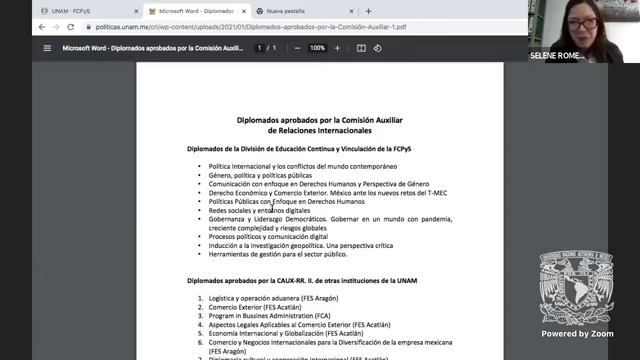 UNAM - FCPyS
Microsoft Word - Diplomados
Nueva pestaña
politicas.unam.mx/cri/wp-content/uploads/2021/01/Diplomados-aprobados-por-la-Comisión-Auxiliar-1.pdf
Microsoft Word - Diplomados aprobados por la Comisión Auxili...
1 / 1
100%
SELENE ROME...
Diplomados aprobados por la Comisión Auxiliar
de Relaciones Internacionales
Diplomados de la División de Educación Continua y Vinculación de la FCPyS
• Política Internacional y los conflictos del mundo contemporáneo
• Género, política y políticas públicas
• Comunicación con enfoque en Derechos Humanos y Perspectiva de Género
• Derecho Económico y Comercio Exterior. México ante los nuevos retos del T-MEC
• Políticas Públicas con Enfoque en Derechos Humanos
• Redes sociales y entornos digitales
• Gobernanza y Liderazgo Democráticos. Gobernar en un mundo con pandemia,
creciente complejidad y riesgos globales
• Procesos políticos y comunicación digital
• Inducción a la investigación geopolítica. Una perspectiva crítica
• Herramientas de gestión para el sector público.
Diplomados aprobados por la CAUX-RR. II. de otras instituciones de la UNAM
1. Logística y operación aduanera (FES Aragón)
2. Comercio Exterior (FES Acatlán)
3. Program in Bussines Administration (FCA)
4. Aspectos Legales Aplicables al Comercio Exterior (FES Acatlán)
5. Economía Internacional y Globalización (FES Acatlán)
6. Comercio y Negocios Internacionales para la Diversificación de la empresa mexicana
(FES Aragón)
7. Diplomacia cultural y cooperación internacional (FES Acatlán)
Powered by Zoom